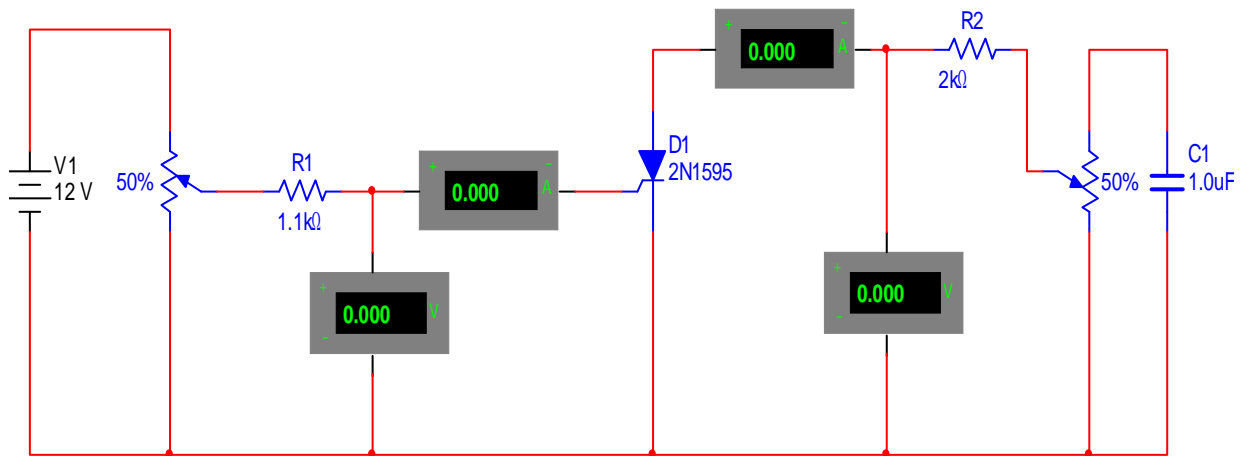 V1
12 V
50%
R1
1.1kΩ
+ - 0.000 A
+ - 0.000 V
D1
2N1595
+ - 0.000 A
+ - 0.000 V
R2
2kΩ
50%
C1
1.0uF